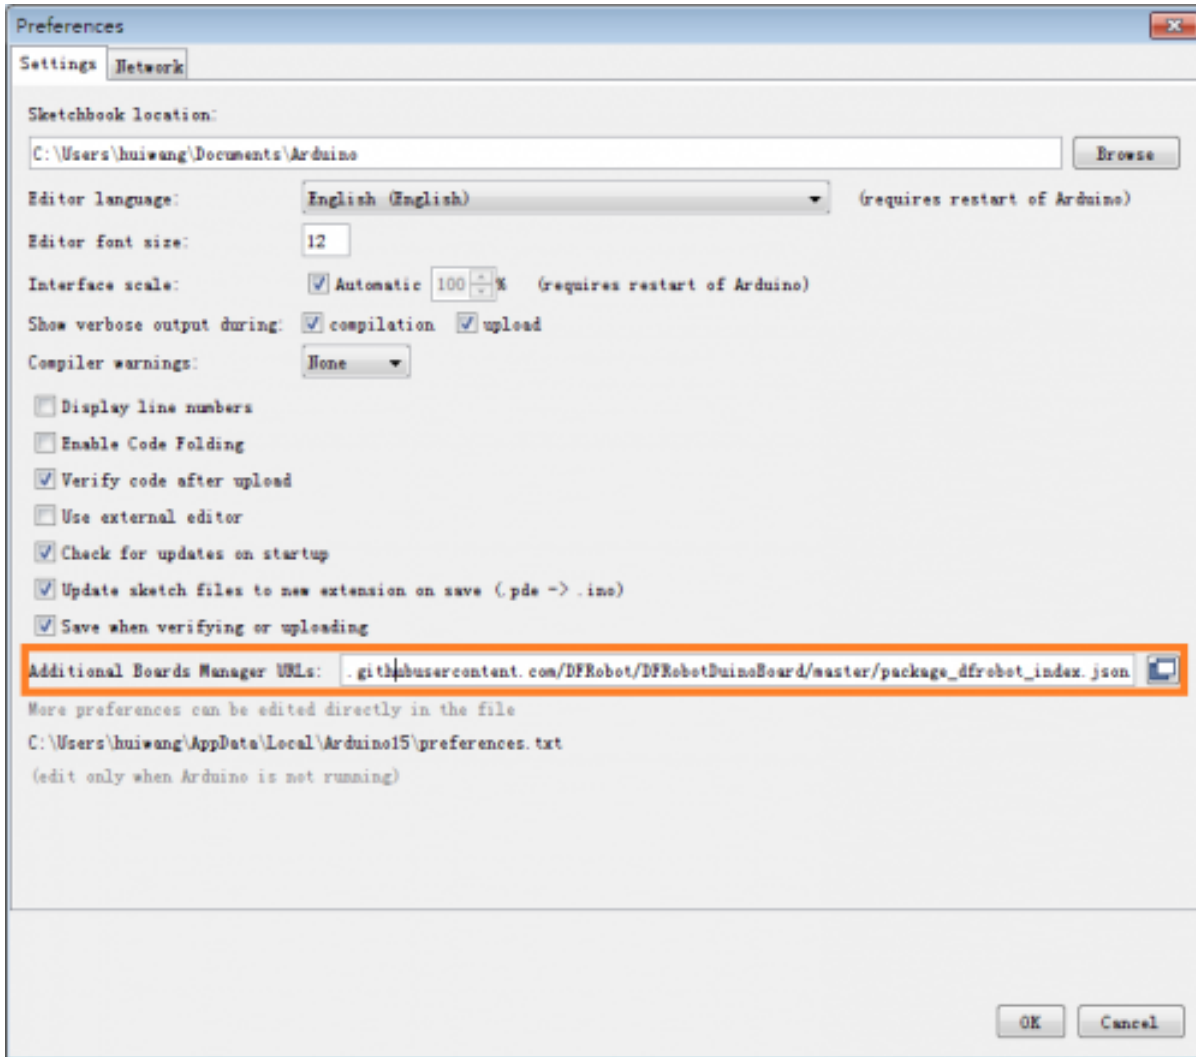 Preferences
Settings Network
Sketchbook location:
C:\Users\huiwang\Documents\Arduino Browse
Editor language: English (English) (requires restart of Arduino)
Editor font size: 12
Interface scale: Automatic 100 % (requires restart of Arduino)
Show verbose output during: compilation upload
Compiler warnings: None
Display line numbers
Enable Code Folding
Verify code after upload
Use external editor
Check for updates on startup
Update sketch files to new extension on save (.pde -> .ino)
Save when verifying or uploading
Additional Boards Manager URLs: .githubusercontent.com/DFRobot/DFRobotDuinoBoard/master/package_dfrobot_index.json
More preferences can be edited directly in the file
C:\Users\huiwang\AppData\Local\Arduino15\preferences.txt
(edit only when Arduino is not running)
OK Cancel